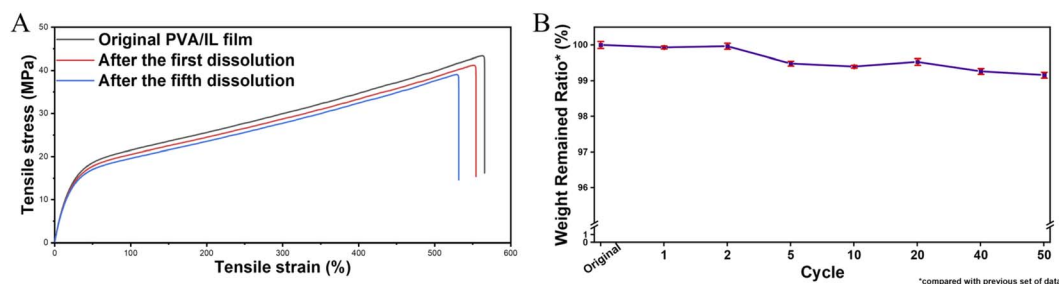 A
Tensile stress (MPa)
50
40
30
20
10
0
Original PVA/IL film
After the first dissolution
After the fifth dissolution
0 100 200 300 400 500 600
Tensile strain (%)
B
Weight Remained Ratio* (%)
100
99
98
97
96
1
0
Original 1 2 5 10 20 40 50
Cycle
*compared with previous set of data